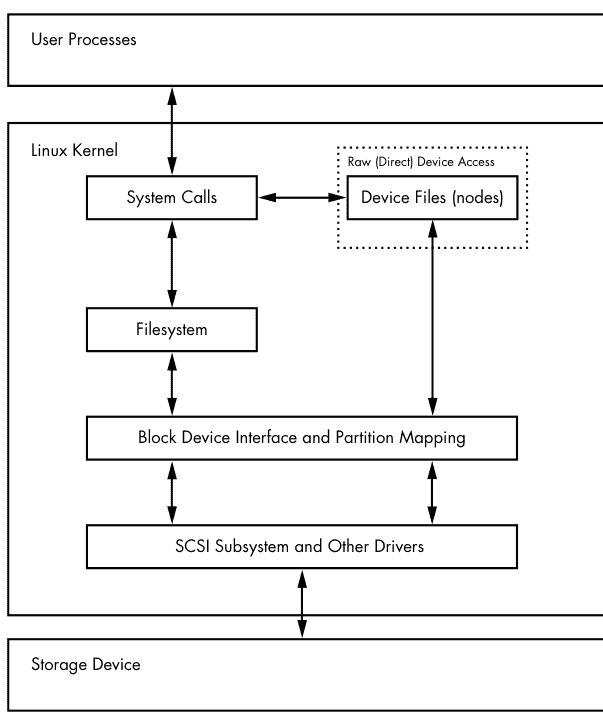 User Processes
Linux Kernel
Raw (Direct) Device Access
System Calls
Device Files (nodes)
Filesystem
Block Device Interface and Partition Mapping
SCSI Subsystem and Other Drivers
Storage Device